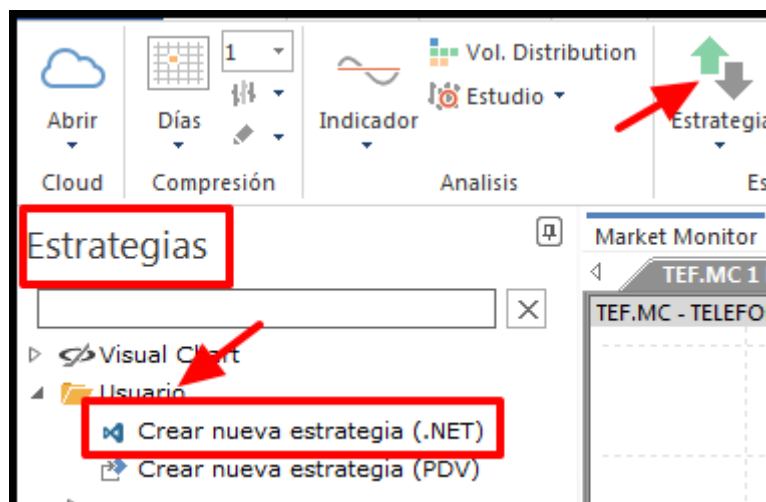 1
Vol. Distribution
Estudio
Abrir
Días
Indicador
Estrategia
Cloud
Compresión
Analisis
Es
Estrategias
Market Monitor
TEF.MC 1
TEF.MC - TELEFO
Visual Chart
Usuario
Crear nueva estrategia (.NET)
Crear nueva estrategia (PDV)